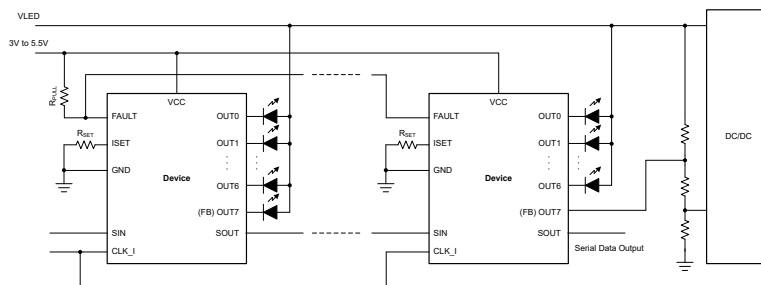 VLED
3V to 5.5V
RPULL
VCC
FAULT
OUT0
RSET
ISET
OUT1
GND
Device
OUT6
(FB) OUT7
SIN
SOUT
CLK_I
VCC
FAULT
OUT0
RSET
ISET
OUT1
GND
Device
OUT6
(FB) OUT7
SIN
SOUT
CLK_I
Serial Data Output
DC/DC